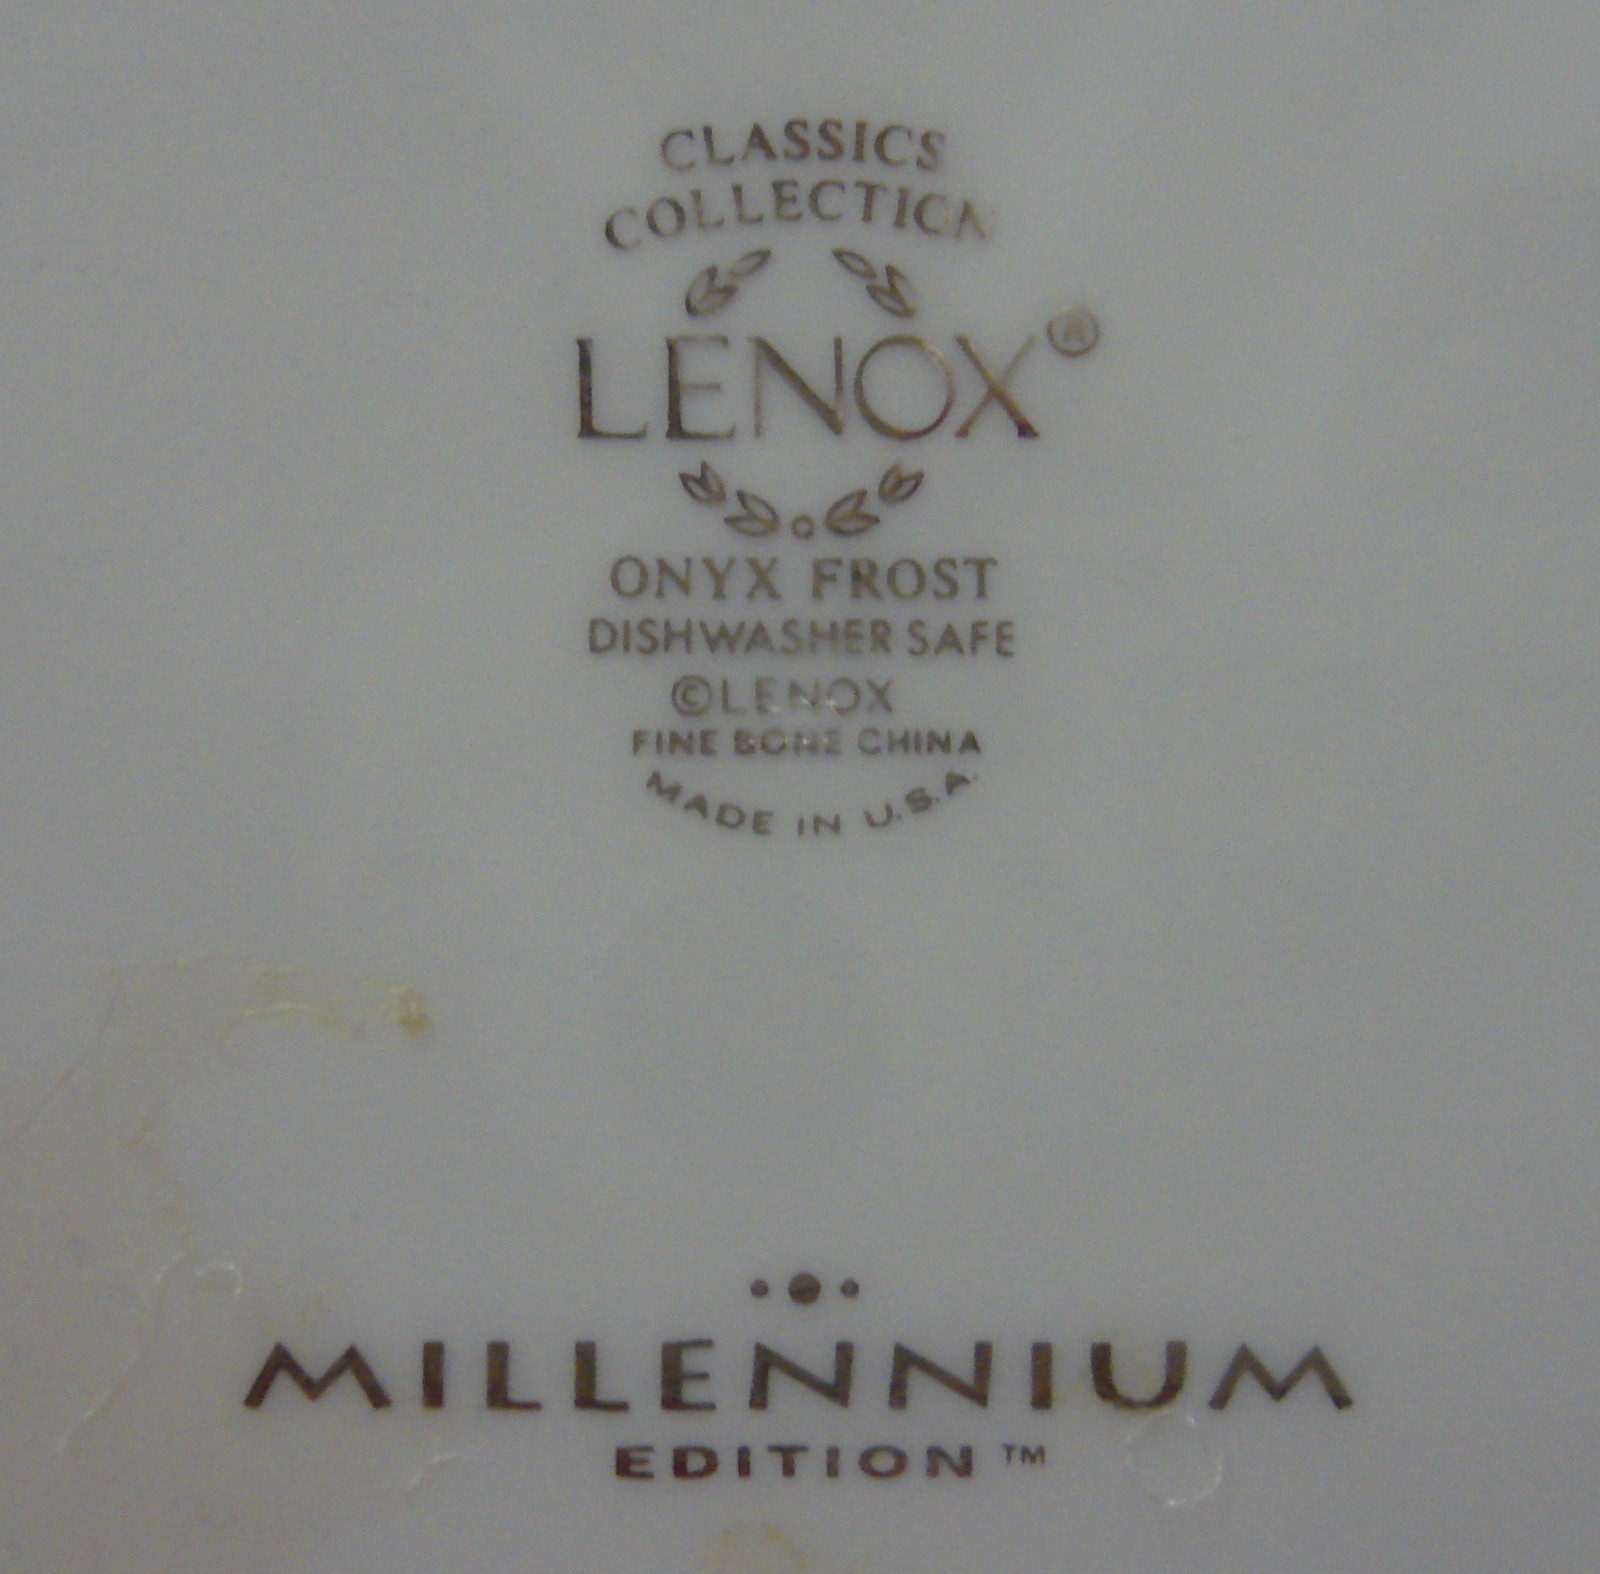 CLASSICS
COLLECTION
LENOX®
ONYX FROST
DISHWASHER SAFE
©LENOX
FINE BONE CHINA
MADE IN U.S.A.
MILLENNIUM
EDITION™